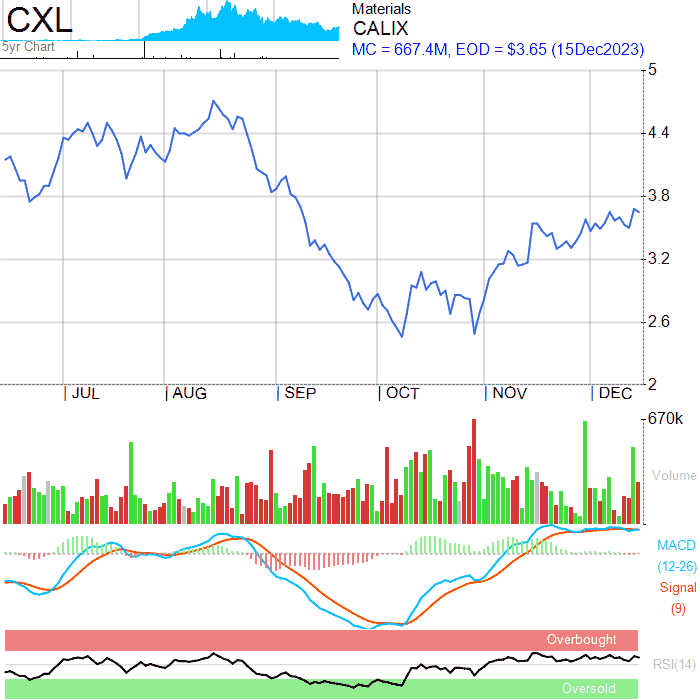 CXL
5yr Chart
Materials
CALIX
MC = 667.4M, EOD = $3.65 (15Dec2023)
5
4.4
3.8
3.2
2.6
2
JUL AUG SEP OCT NOV DEC
670k
Volume
MACD
(12-26)
Signal
(9)
Overbought
RSI(14)
Oversold